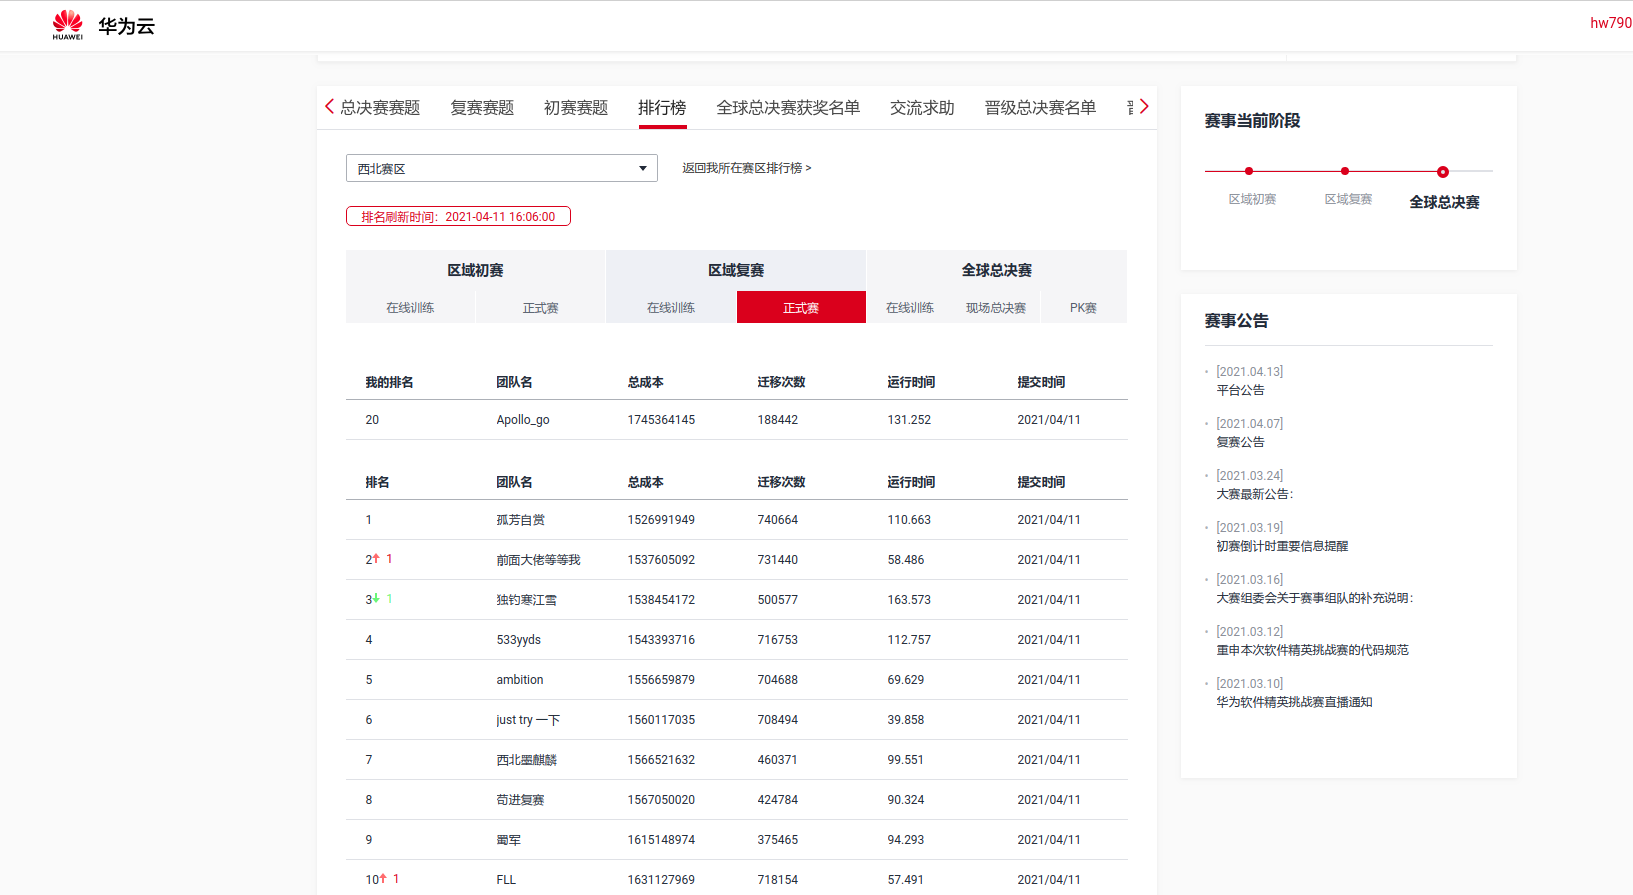 HUAWEI
华为云
hw790
总决赛赛题 复赛赛题 初赛赛题 排行榜 全球总决赛获奖名单 交流求助 晋级总决赛名单
西北赛区
返回我所在赛区排行榜 >
排名刷新时间：2021-04-11 16:06:00
区域初赛 区域复赛 全球总决赛
在线训练 正式赛 在线训练 正式赛 在线训练 现场总决赛 PK赛
我的排名 团队名 总成本 迁移次数 运行时间 提交时间
20 Apollo_go 1745364145 188442 131.252 2021/04/11
排名 团队名 总成本 迁移次数 运行时间 提交时间
1 孤芳自赏 1526991949 740664 110.663 2021/04/11
2↑ 1 前面大佬等等我 1537605092 731440 58.486 2021/04/11
3↓ 1 独钓寒江雪 1538454172 500577 163.573 2021/04/11
4 533yyds 1543393716 716753 112.757 2021/04/11
5 ambition 1556659879 704688 69.629 2021/04/11
6 just try 一下 1560117035 708494 39.858 2021/04/11
7 西北墨麒麟 1566521632 460371 99.551 2021/04/11
8 苟进复赛 1567050020 424784 90.324 2021/04/11
9 蜀军 1615148974 375465 94.293 2021/04/11
10↑ 1 FLL 1631127969 718154 57.491 2021/04/11
赛事当前阶段
区域初赛 区域复赛 全球总决赛
赛事公告
[2021.04.13]
平台公告
[2021.04.07]
复赛公告
[2021.03.24]
大赛最新公告：
[2021.03.19]
初赛倒计时重要信息提醒
[2021.03.16]
大赛组委会关于赛事组队的补充说明：
[2021.03.12]
重申本次软件精英挑战赛的代码规范
[2021.03.10]
华为软件精英挑战赛直播通知